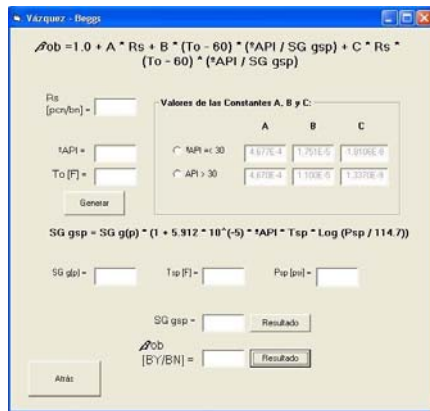 Vázquez - Beggs
βob =1.0 + A * Rs + B * (To - 60) * (*API / SG gsp) + C * Rs *
(To - 60) * (*API / SG gsp)
Rs
[pcn/bn] =
Valores de las Constantes A, B y C:
A B C
*API =< 30 4.677E-4 1.751E-5 -1.8106E-8
API > 30 4.670E-4 1.100E-5 1.3370E-9
*API =
To [F] =
Generar
SG gsp = SG g(p) * (1 + 5.912 * 10^(-5) * *API * Tsp * Log (Psp / 114.7))
SG g(p) = Tsp [F] = Psp [psi] =
SG gsp = Resultado
βob
[BY/BN] = Resultado
Atrás